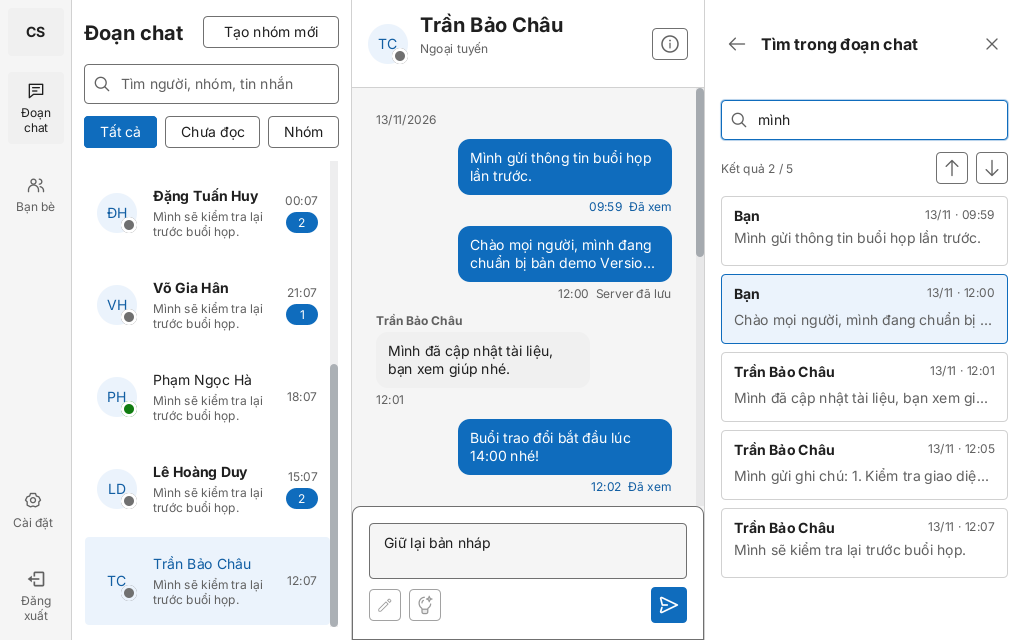 CS
Đoạn
chat
Bạn bè
Cài đặt
Đăng
xuất
Đoạn chat
Tạo nhóm mới
Tìm người, nhóm, tin nhắn
Tất cả
Chưa đọc
Nhóm
Đặng Tuấn Huy
00:07
Mình sẽ kiểm tra lại
trước buổi họp.
2
Võ Gia Hân
21:07
Mình sẽ kiểm tra lại
trước buổi họp.
1
Phạm Ngọc Hà
18:07
Mình sẽ kiểm tra lại
trước buổi họp.
Lê Hoàng Duy
15:07
Mình sẽ kiểm tra lại
trước buổi họp.
2
Trần Bảo Châu
12:07
Mình sẽ kiểm tra lại
trước buổi họp.
ĐH
VH
PH
LD
TC
TC
Trần Bảo Châu
Ngoại tuyến
13/11/2026
Mình gửi thông tin buổi họp
lần trước.
09:59 Đã xem
Chào mọi người, mình đang
chuẩn bị bản demo Versio...
12:00 Server đã lưu
Trần Bảo Châu
Mình đã cập nhật tài liệu,
bạn xem giúp nhé.
12:01
Buổi trao đổi bắt đầu lúc
14:00 nhé!
12:02 Đã xem
Giữ lại bản nháp
Tìm trong đoạn chat
mình
Kết quả 2 / 5
Bạn
13/11 · 09:59
Mình gửi thông tin buổi họp lần trước.
Bạn
13/11 · 12:00
Chào mọi người, mình đang chuẩn bị ...
Trần Bảo Châu
13/11 · 12:01
Mình đã cập nhật tài liệu, bạn xem gi...
Trần Bảo Châu
13/11 · 12:05
Mình gửi ghi chú: 1. Kiểm tra giao diệ...
Trần Bảo Châu
13/11 · 12:07
Mình sẽ kiểm tra lại trước buổi họp.